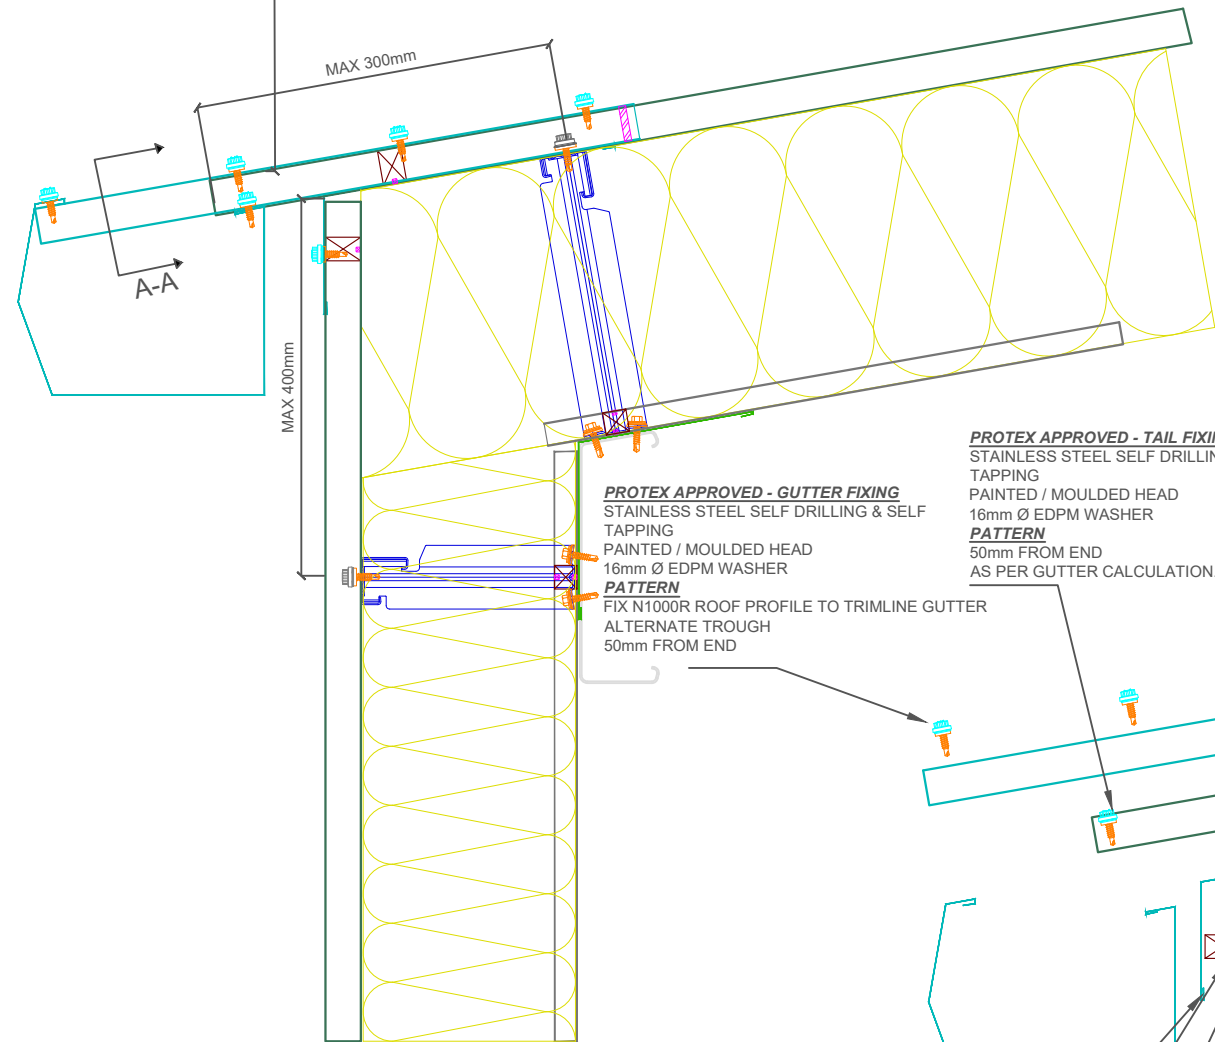 MAX 300mm
A-A
MAX 400mm
PROTEX APPROVED - GUTTER FIXING
STAINLESS STEEL SELF DRILLING & SELF
TAPPING
PAINTED / MOULDED HEAD
16mm Ø EDPM WASHER
PATTERN
FIX N1000R ROOF PROFILE TO TRIMLINE GUTTER
ALTERNATE TROUGH
50mm FROM END
PROTEX APPROVED - TAIL
STAINLESS STEEL SELF
TAPPING
PAINTED / MOULDED HEAD
16mm Ø EDPM WASHER
PATTERN
50mm FROM END
AS PER GUTTER CALCULATION